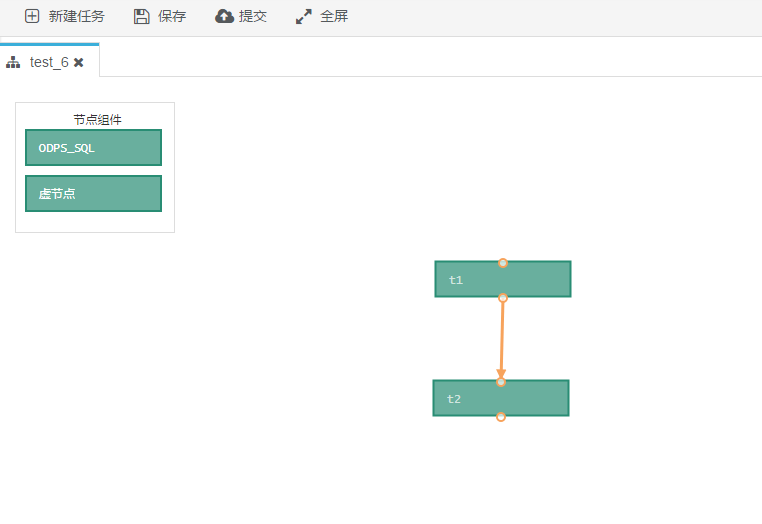 新建任务 保存 提交 全屏
test_6
节点组件
ODPS_SQL
虚节点
t1
t2